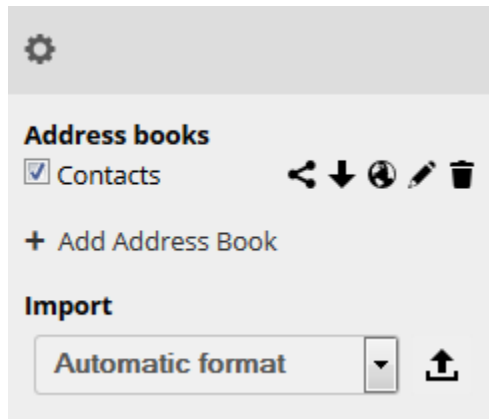 Address books
Contacts
+ Add Address Book
Import
Automatic format